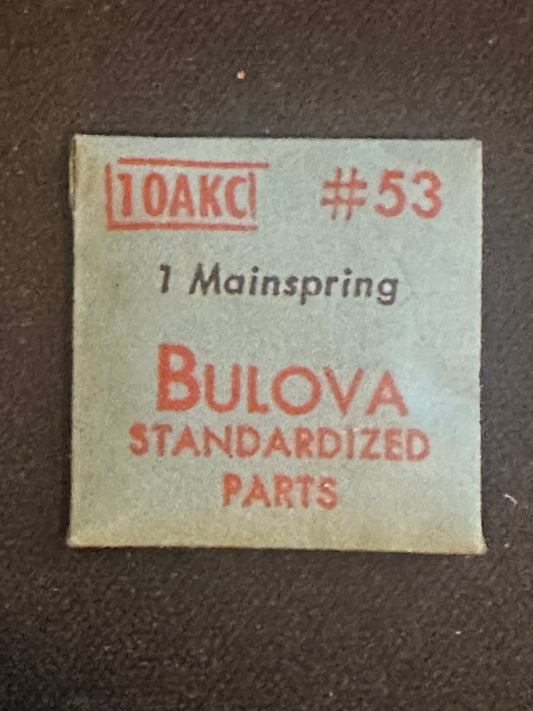 10AKC #53
1 Mainspring
BULOVA
STANDARDIZED
PARTS